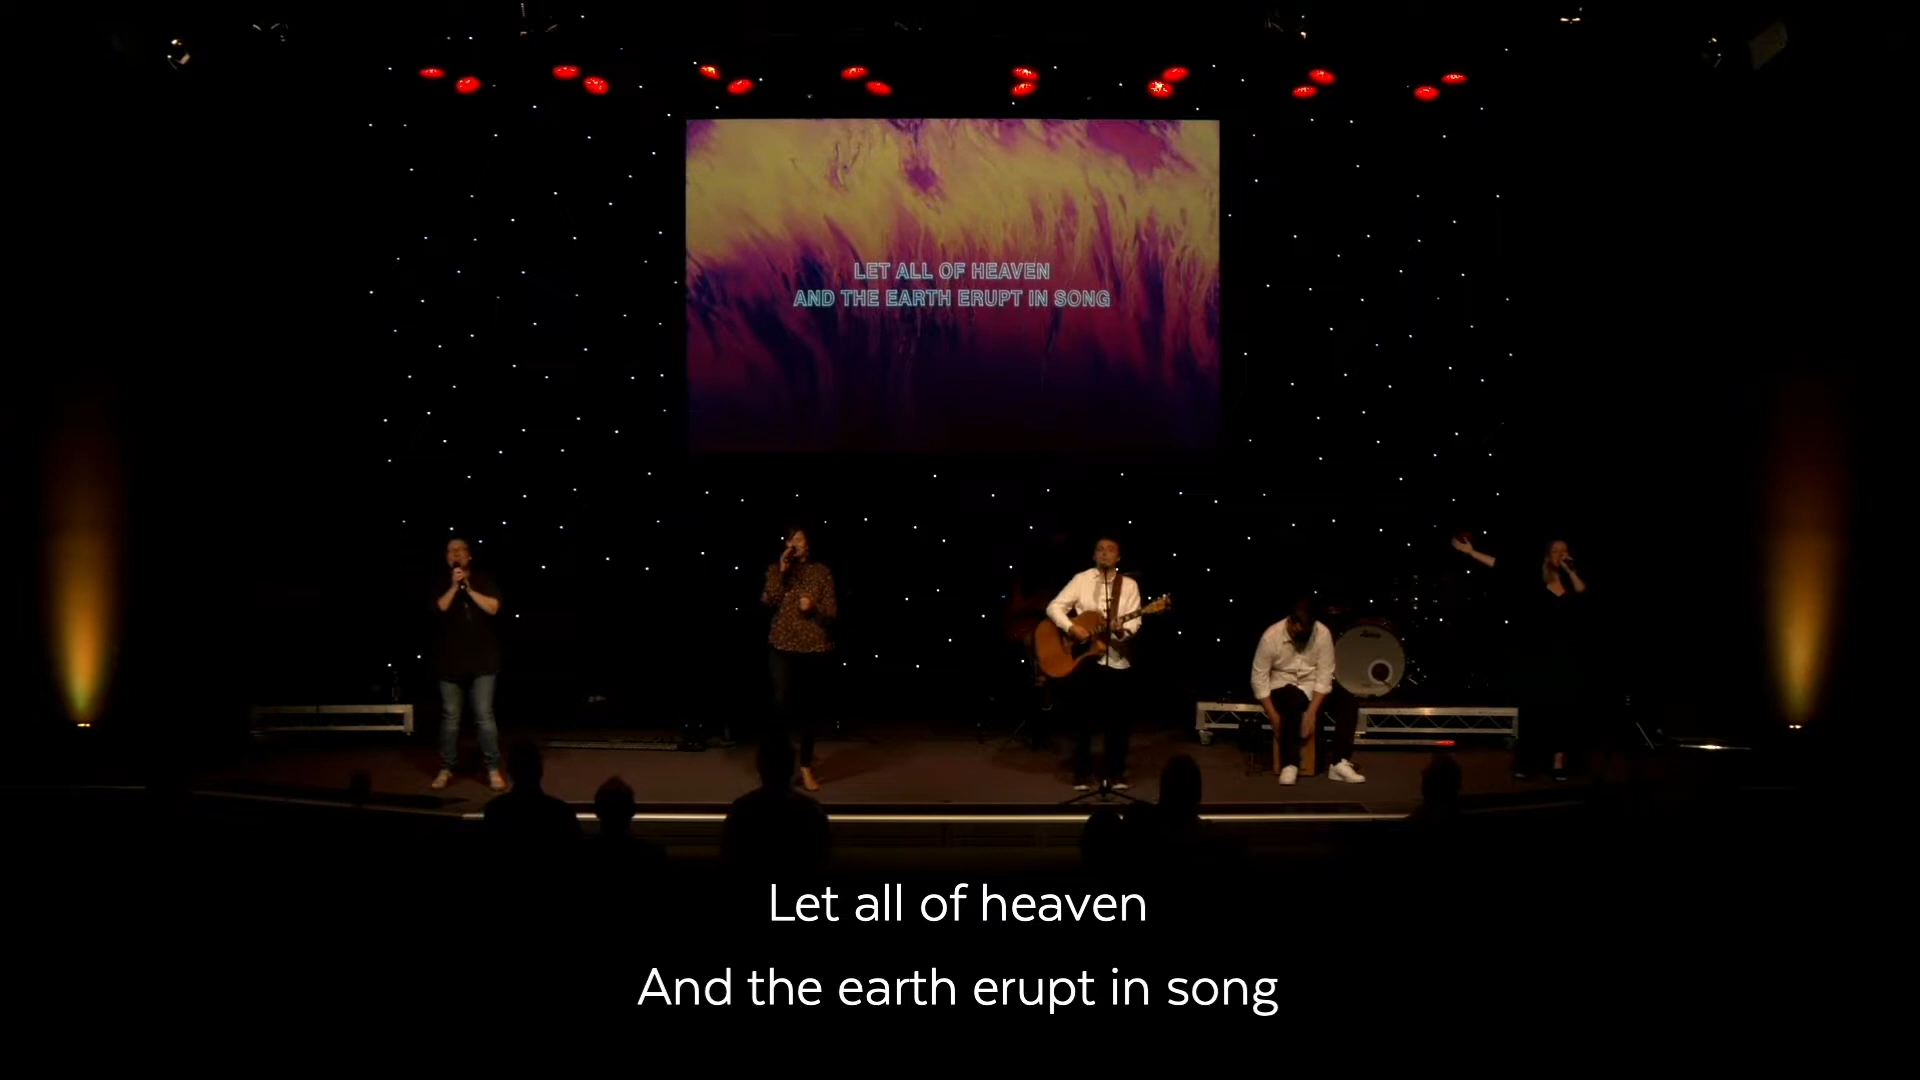 LET ALL OF HEAVEN
AND THE EARTH ERUPT IN SONG
Let all of heaven
And the earth erupt in song